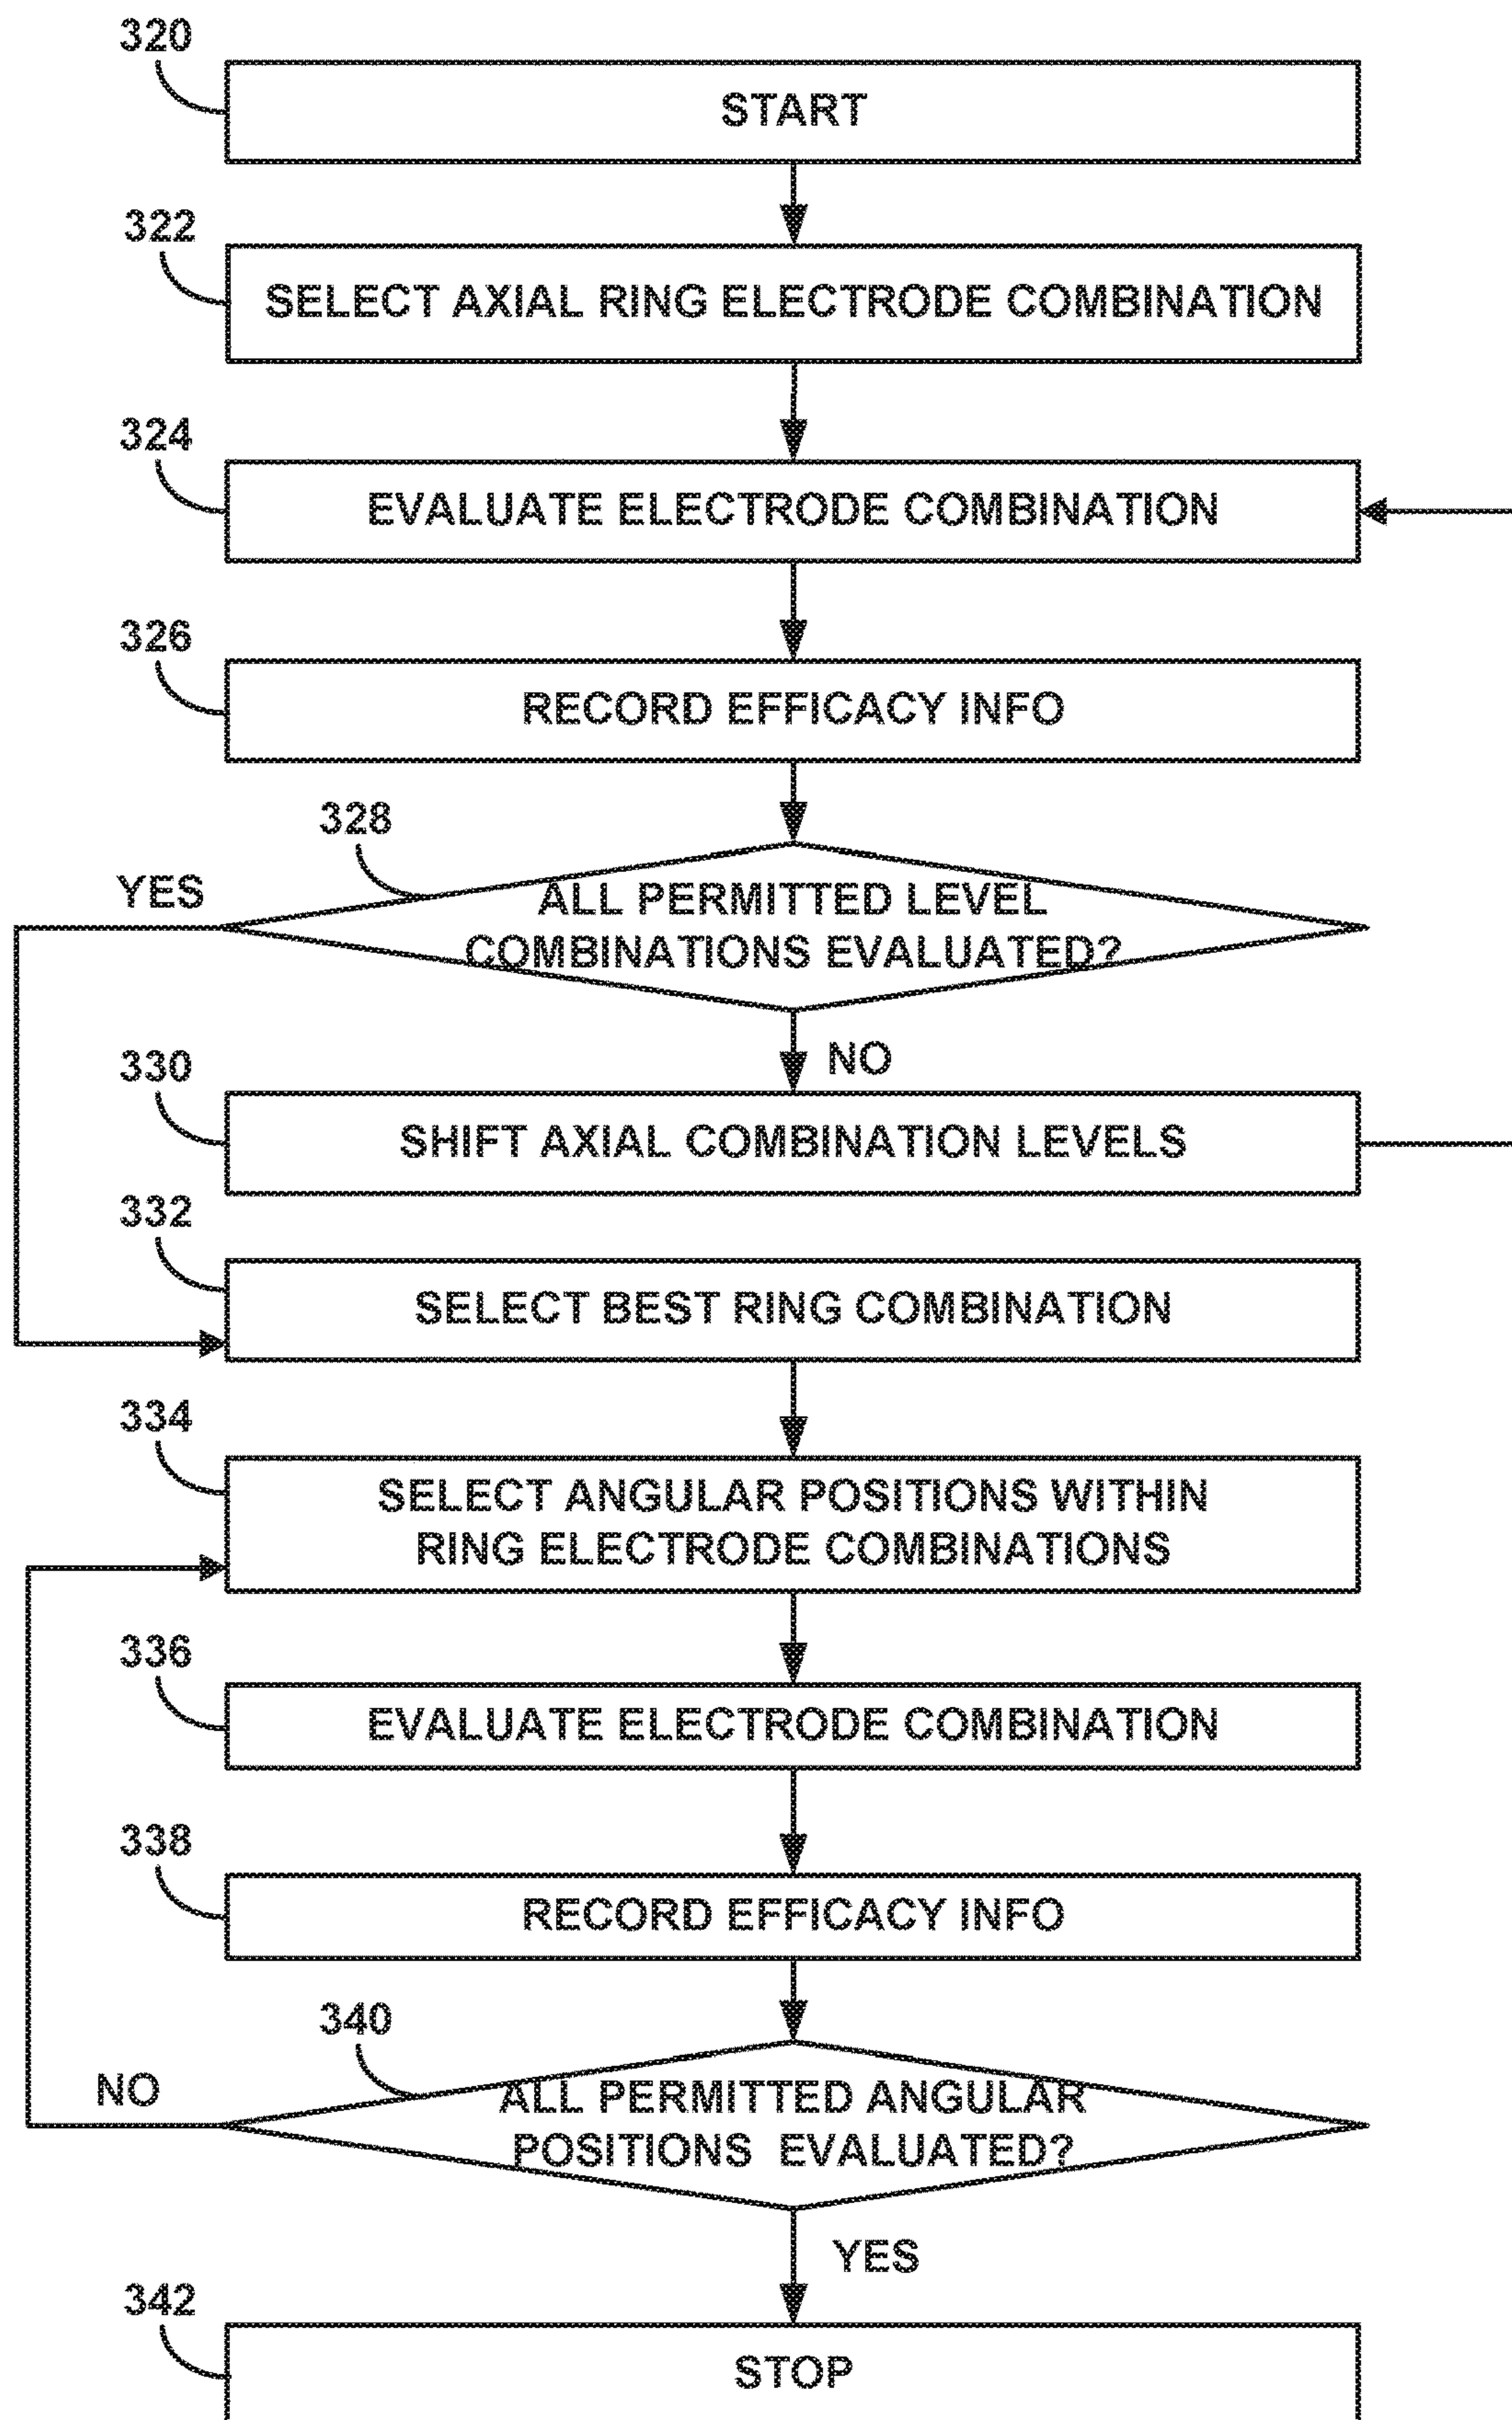 320
START
322
SELECT AXIAL RING ELECTRODE COMBINATION
324
EVALUATE ELECTRODE COMBINATION
326
RECORD EFFICACY INFO
328
YES
ALL PERMITTED LEVEL
COMBINATIONS EVALUATED?
NO
330
SHIFT AXIAL COMBINATION LEVELS
332
SELECT BEST RING COMBINATION
334
SELECT ANGULAR POSITIONS WITHIN
RING ELECTRODE COMBINATIONS
336
EVALUATE ELECTRODE COMBINATION
338
RECORD EFFICACY INFO
340
NO
ALL PERMITTED ANGULAR
POSITIONS EVALUATED?
YES
342
STOP